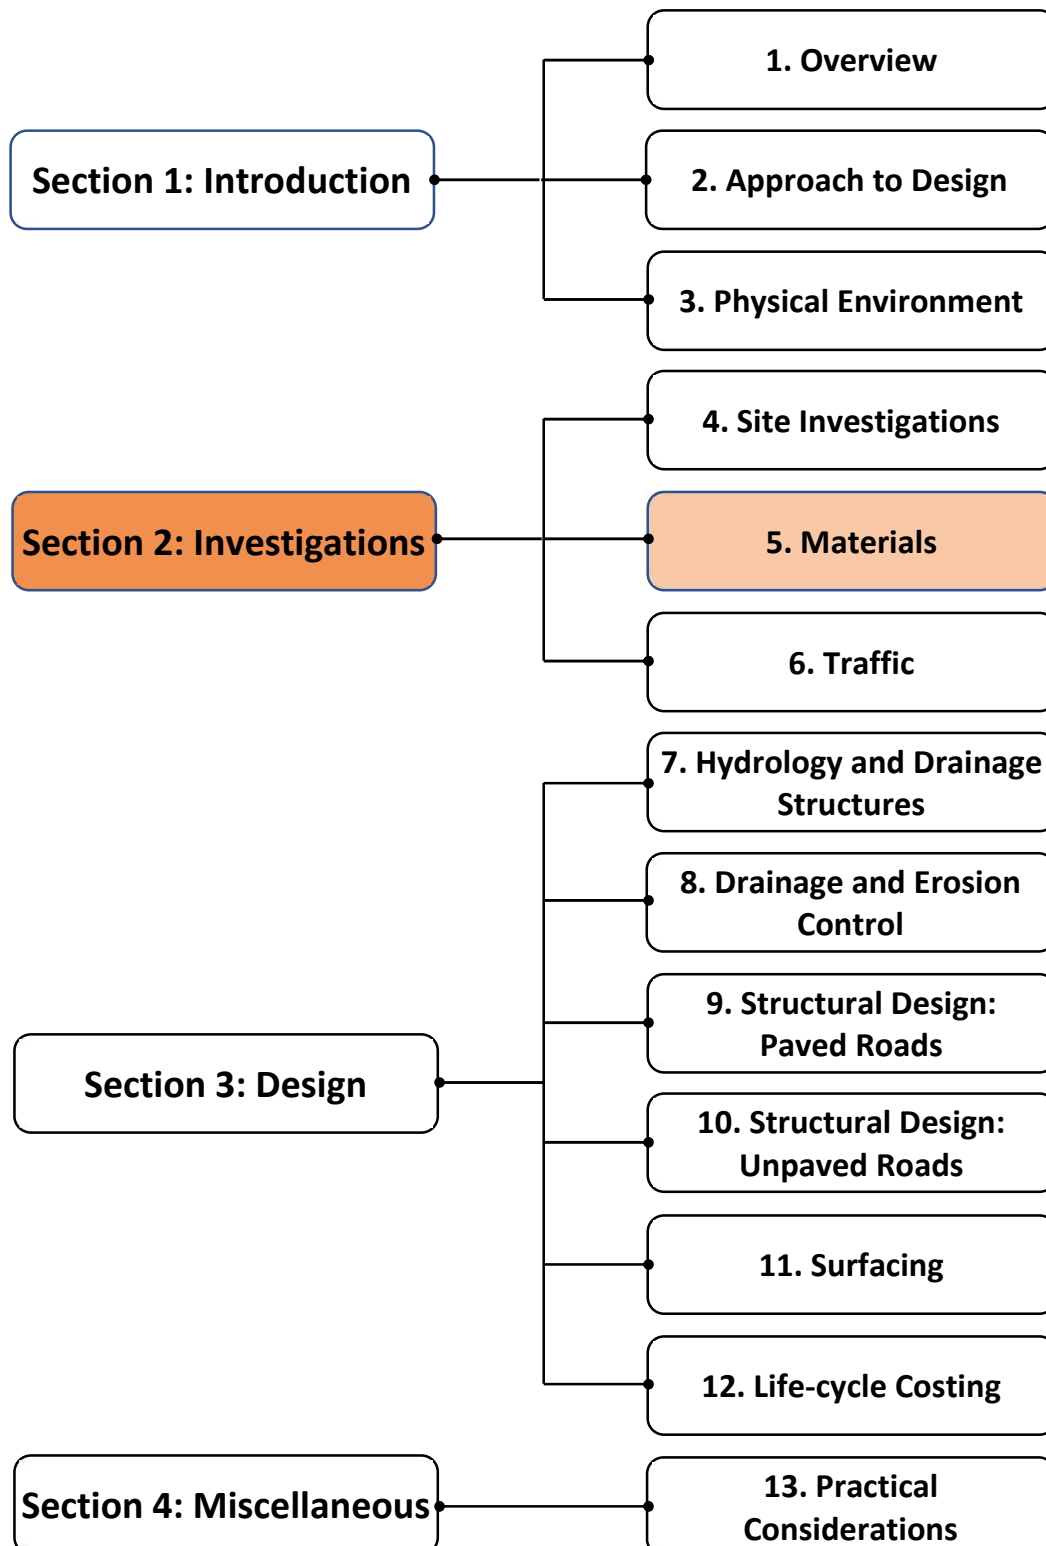 Section 1: Introduction
1. Overview
2. Approach to Design
3. Physical Environment
Section 2: Investigations
4. Site Investigations
5. Materials
6. Traffic
Section 3: Design
7. Hydrology and Drainage
Structures
8. Drainage and Erosion
Control
9. Structural Design:
Paved Roads
10. Structural Design:
Unpaved Roads
11. Surfacing
12. Life-cycle Costing
Section 4: Miscellaneous
13. Practical
Considerations